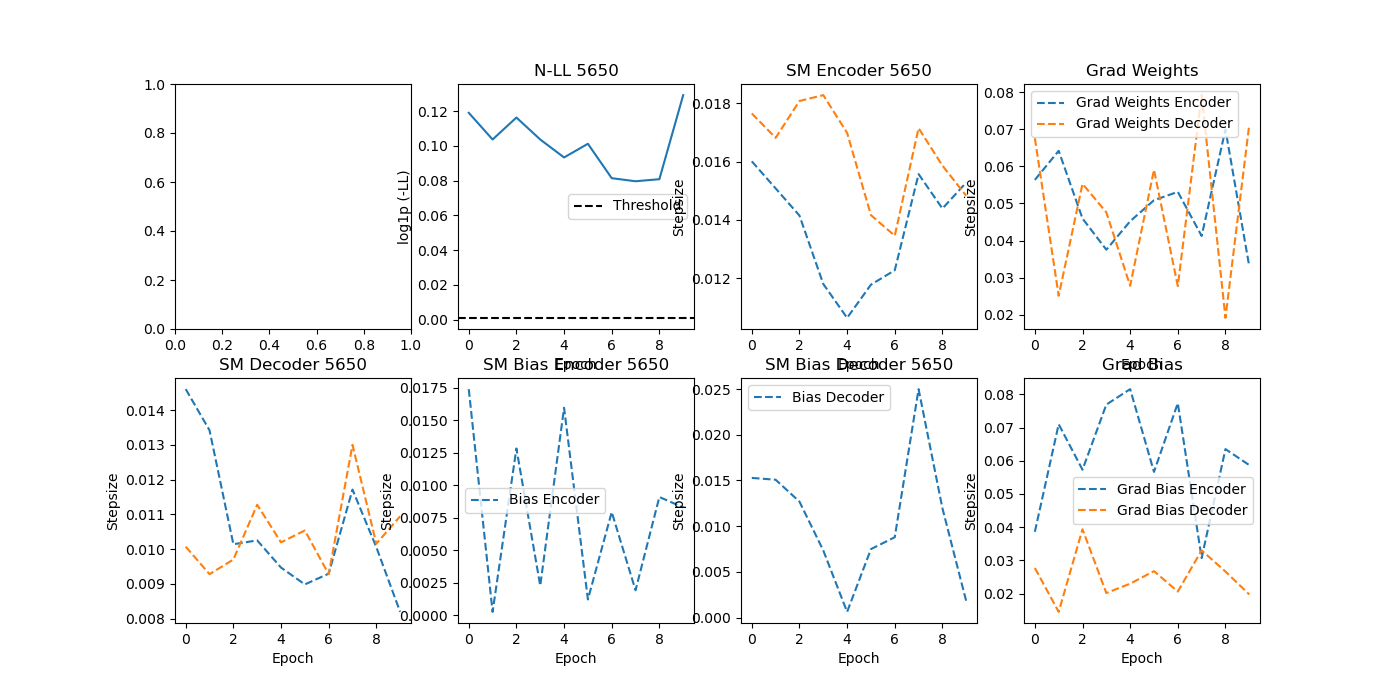 1.0
0.8
0.6
0.4
0.2
0.0
0.0 0.2 0.4 0.6 0.8 1.0
N-LL 5650
log1p (-LL)
0.12
0.10
0.08
0.06
0.04
0.02
0.00
Threshold
0 2 4 6 8
Epoch
SM Encoder 5650
Stepsize
0.018
0.016
0.014
0.012
0 2 4 6 8
Epoch
Grad Weights
Stepsize
0.08
0.07
0.06
0.05
0.04
0.03
0.02
Grad Weights Encoder
Grad Weights Decoder
0 2 4 6 8
Epoch
SM Decoder 5650
Stepsize
0.014
0.013
0.012
0.011
0.010
0.009
0.008
0 2 4 6 8
Epoch
SM Bias Encoder 5650
Stepsize
0.0175
0.0150
0.0125
0.0100
0.0075
0.0050
0.0025
0.0000
Bias Encoder
0 2 4 6 8
Epoch
SM Bias Decoder 5650
Stepsize
0.025
0.020
0.015
0.010
0.005
0.000
Bias Decoder
0 2 4 6 8
Epoch
Grad Bias
Stepsize
0.08
0.07
0.06
0.05
0.04
0.03
0.02
Grad Bias Encoder
Grad Bias Decoder
0 2 4 6 8
Epoch